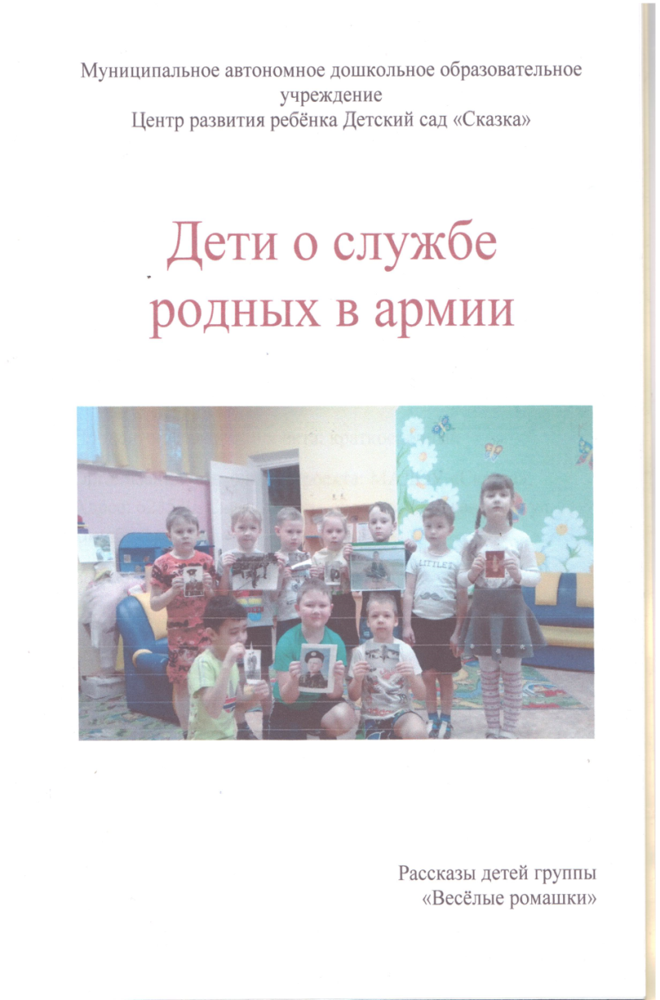 Муниципальное автономное дошкольное образовательное
учреждение
Центр развития ребёнка Детский сад «Сказка»
Дети о службе
родных в армии
LITTLE
Рассказы детей группы
«Весёлые ромашки»